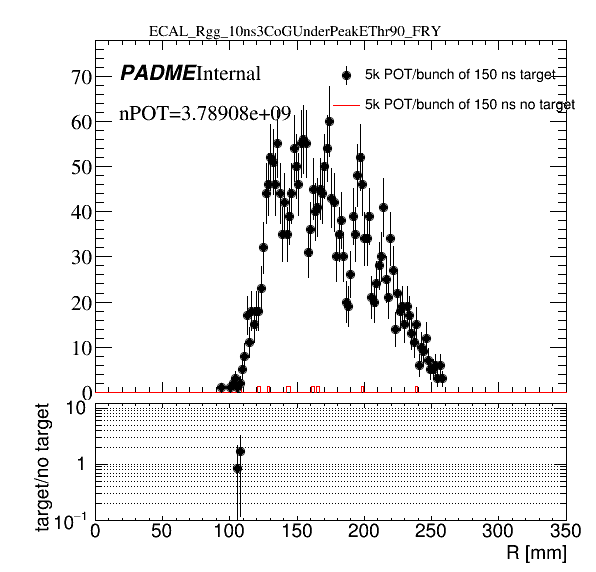 ECAL_Rgg_10ns3CoGUnderPeakEThr90_FRY
PADME Internal
nPOT=3.78908e+09
5k POT/bunch of 150 ns target
5k POT/bunch of 150 ns no target
70
60
50
40
30
20
10
0
target/no target
10
1
10⁻¹
0 50 100 150 200 250 300 350
R [mm]